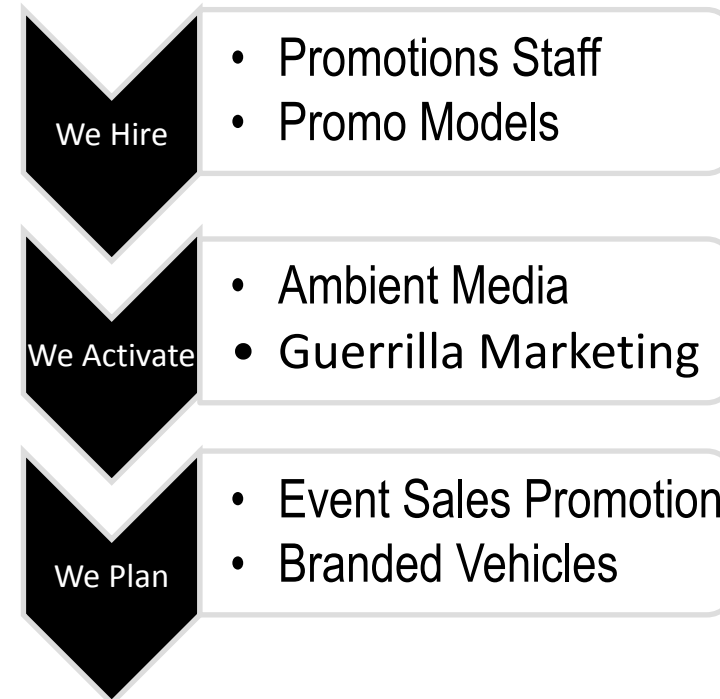 We Hire
• Promotions Staff
• Promo Models
We Activate
• Ambient Media
• Guerrilla Marketing
We Plan
• Event Sales Promotion
• Branded Vehicles